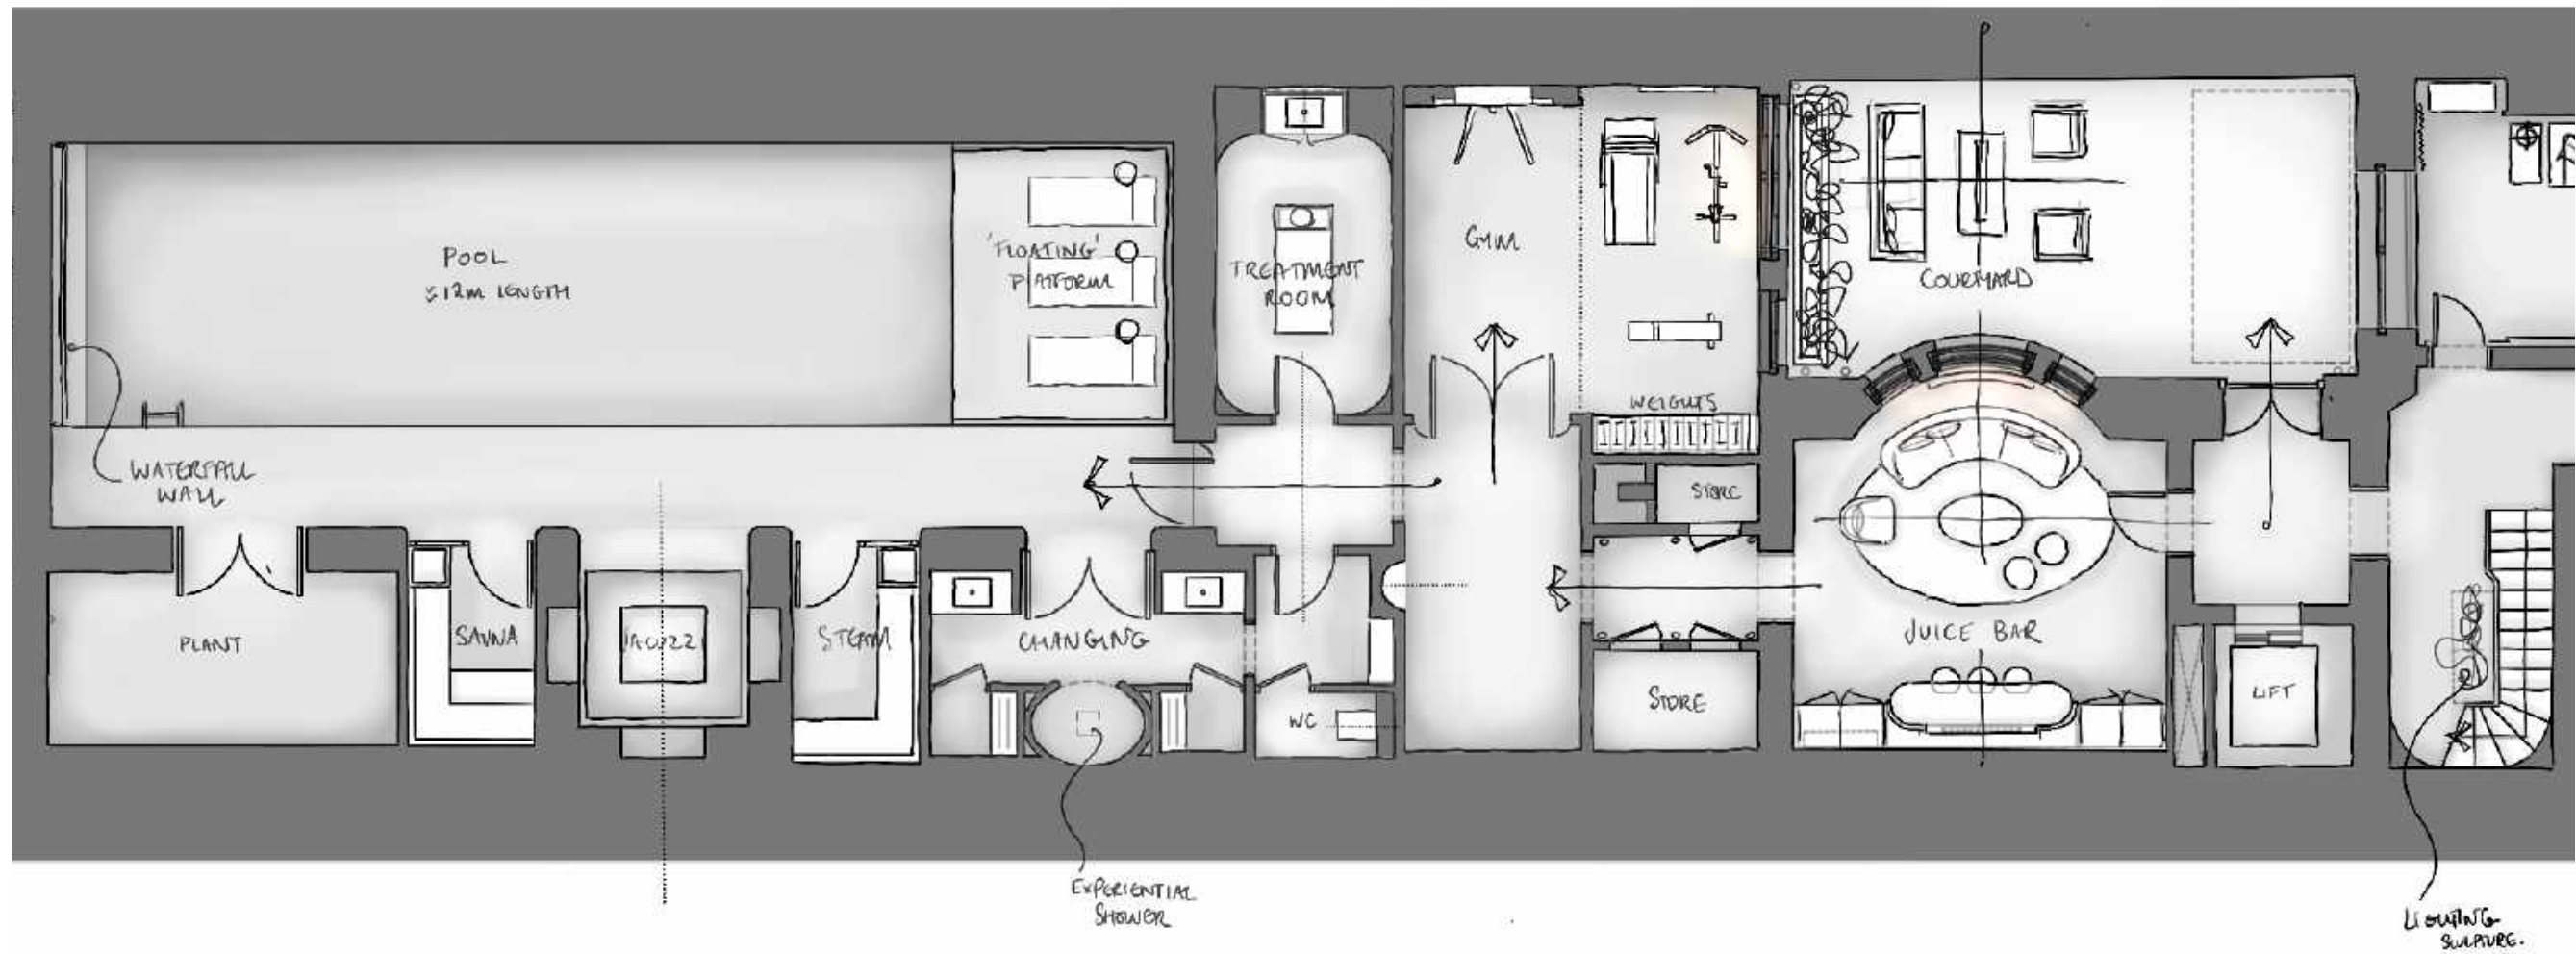 POOL
≤12M LENGTH
'FLOATING'
PLATFORM
WATERFALL
WALL
TREATMENT
ROOM
GYM
WEIGHTS
STORE
COURTYARD
PLANT
SAUNA
JACUZZI
STEAM
CHANGING
WC
STORE
JUICE BAR
LIFT
EXPERIENTIAL
SHOWER
LIGHTING
SCULPTURE.